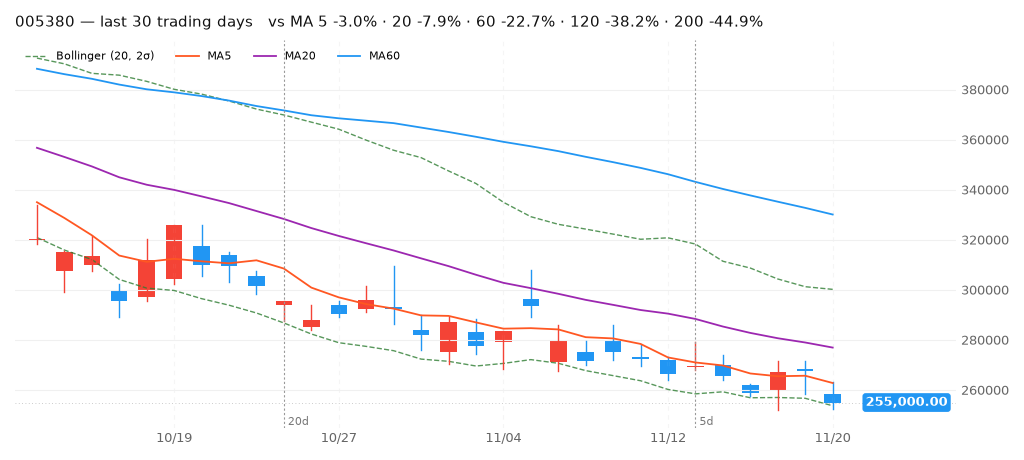 005380 — last 30 trading days   vs MA 5 -3.0% · 20 -7.9% · 60 -22.7% · 120 -38.2% · 200 -44.9%
Bollinger (20, 2σ)   MA5   MA20   MA60
380000
360000
340000
320000
300000
280000
260000
255,000.00
20d   5d
10/19   10/27   11/04   11/12   11/20